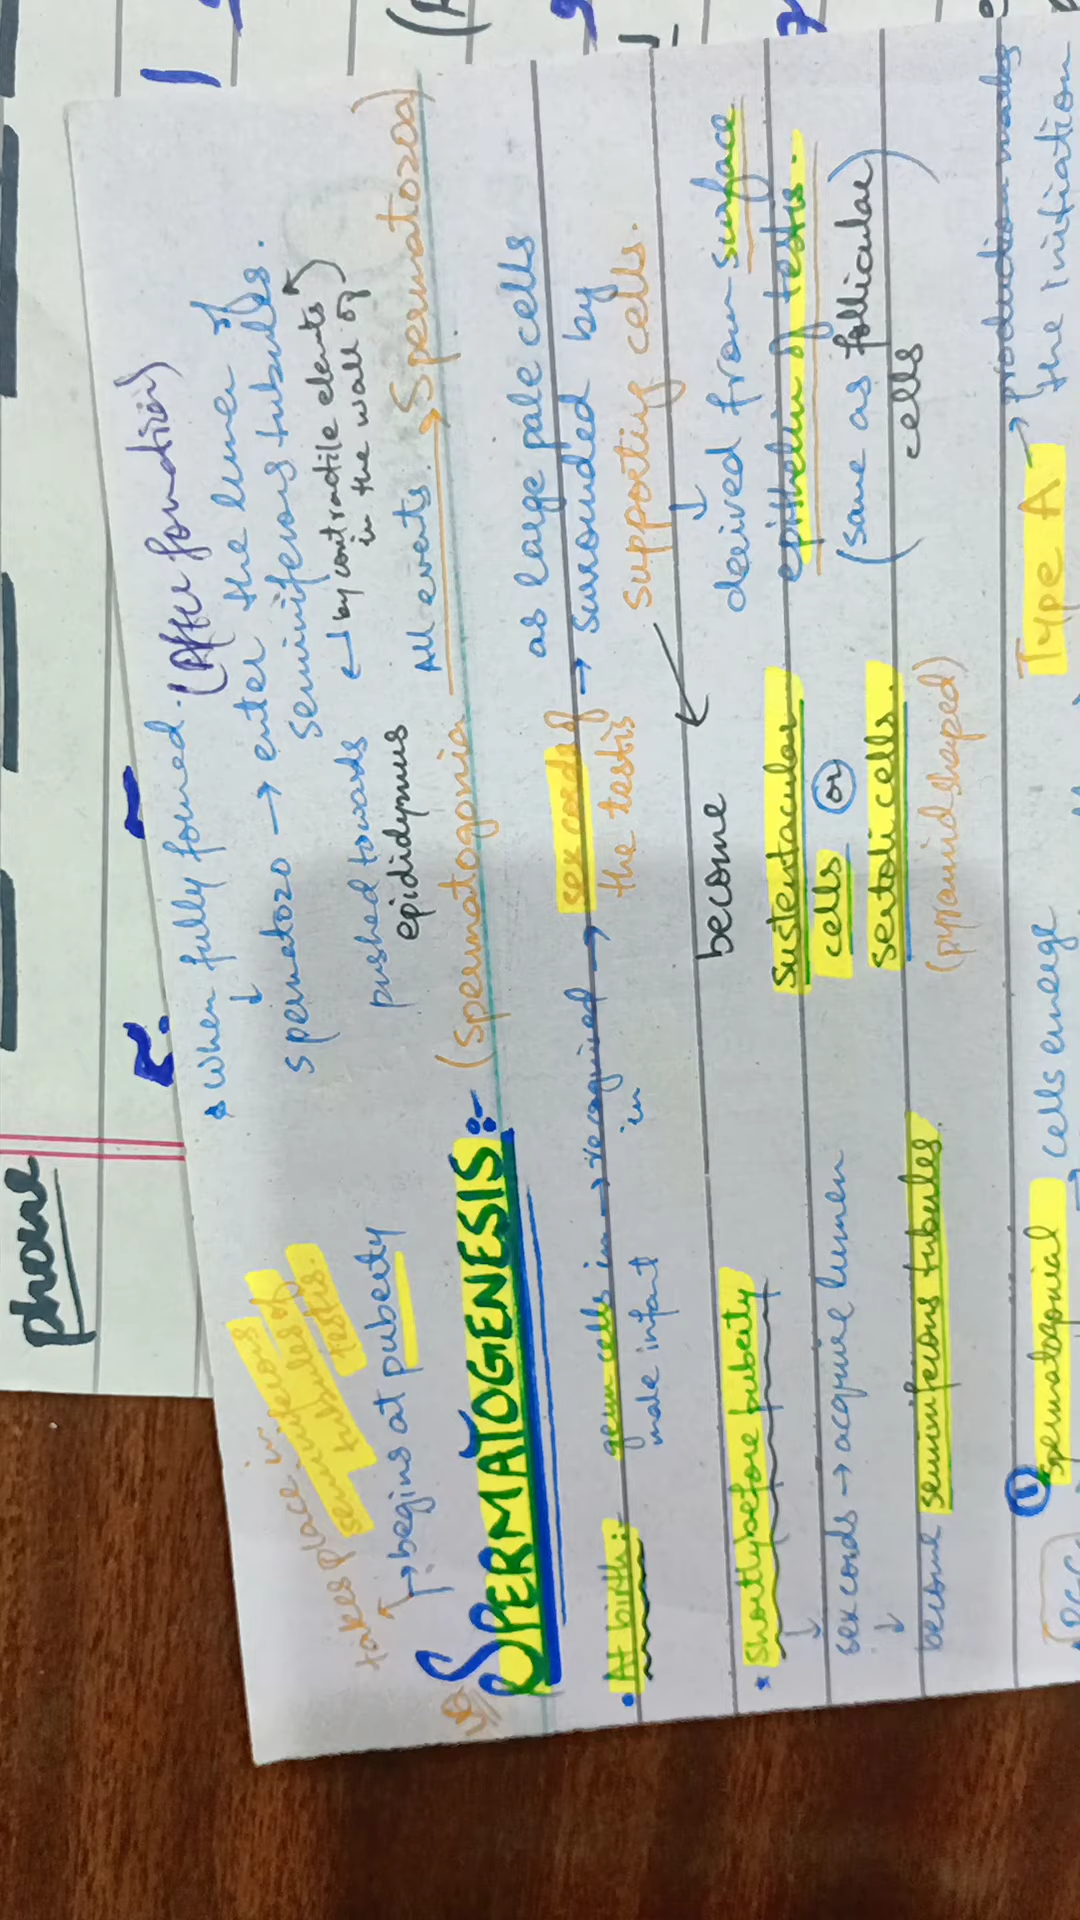 phone
* When fully formed. (After formation)
↓
spermatozo → enter the lumen of
seminiferous tubules.
pushed towards ↵ by contractile elements
in the wall of
epididymus
takes place in seminiferous
tubules of
testis.
↳ begins at puberty
SPERMATOGENESIS:- (Spermatogonia All events → Spermatozoa)
• At birth:- germ cells in → recognized → sex cords of → surrounded by
as large pale cells
male infant in the testis supporting cells.
↓
become derived from surface
epithelium of testis.
(same as follicular
cells)
Sustentacular
cells (or)
Sertoli cells.
(pyramid shaped)
* Shortly before puberty
↓
sex cords → acquire lumen
↓
become seminiferous tubules.
① spermatogonial → cells emerge Type A → production marks
the initiation